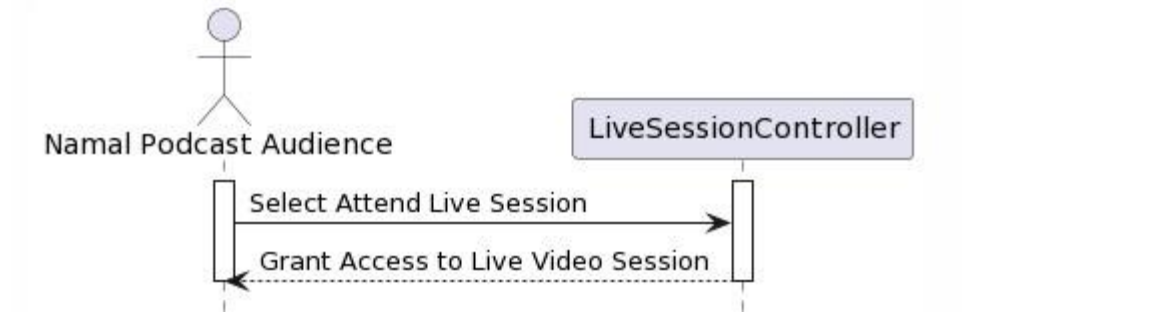 Namal Podcast Audience
LiveSessionController
Select Attend Live Session
Grant Access to Live Video Session